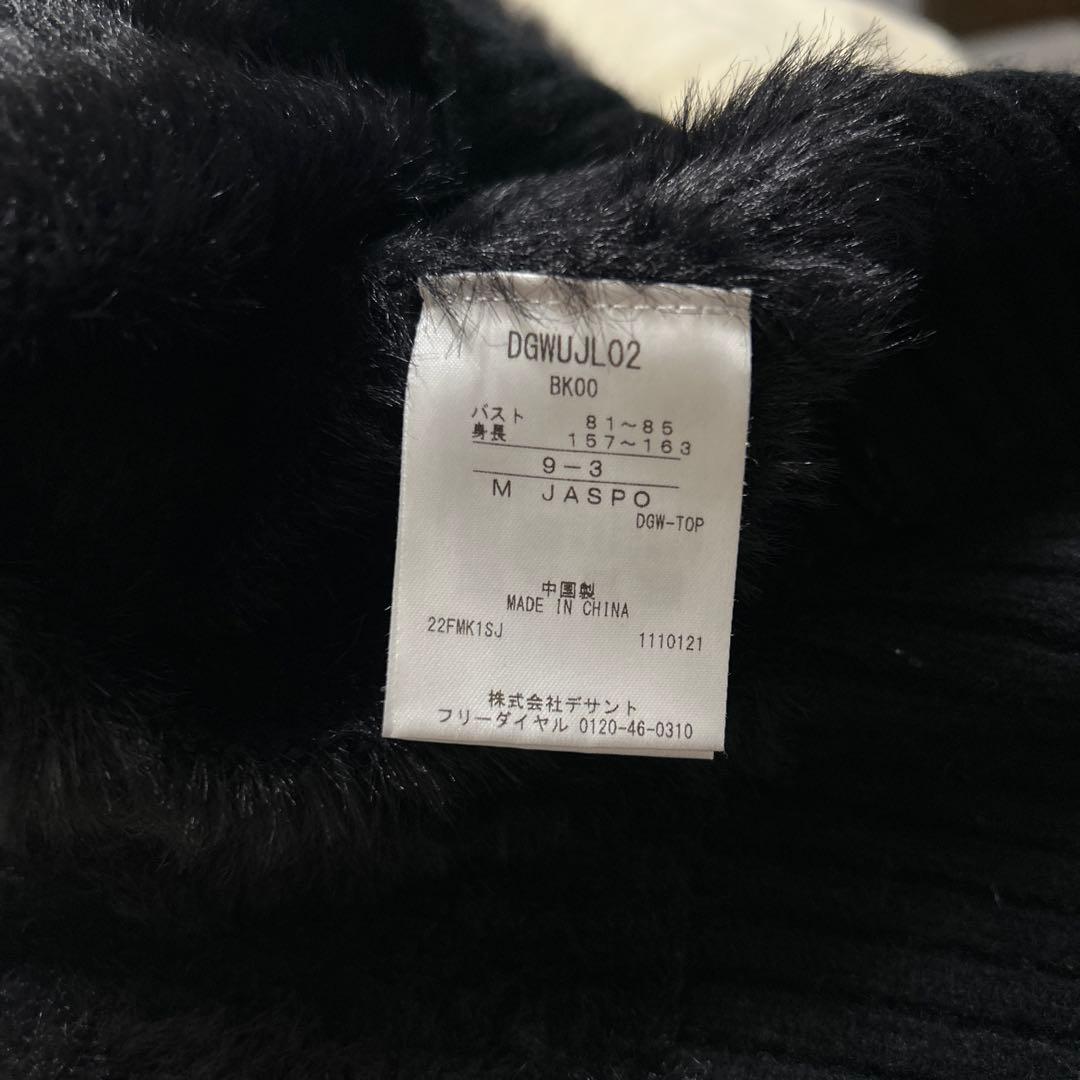 DGWUJL02
BK00
バスト 81～85
身長 157～163
9－3
M JASPO
DGW-TOP
中国製
MADE IN CHINA
22FMK1SJ 1110121
株式会社デサント
フリーダイヤル 0120-46-0310